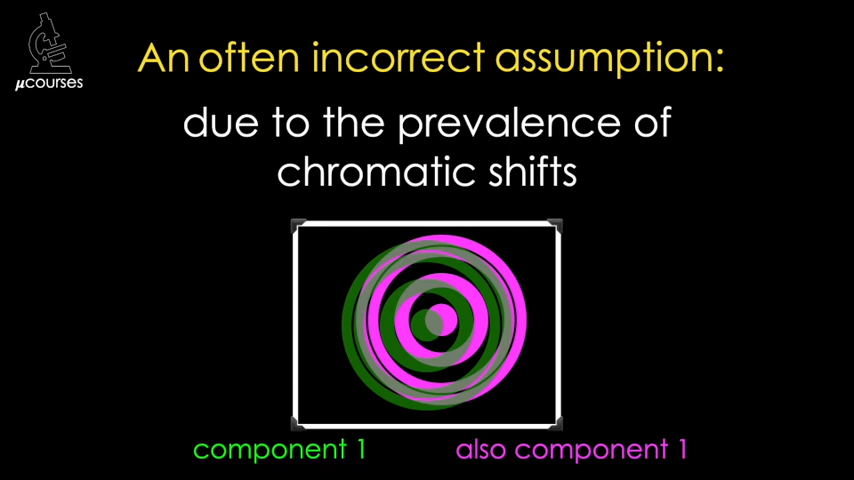 An often incorrect assumption:
µcourses
due to the prevalence of
chromatic shifts
component 1
also component 1